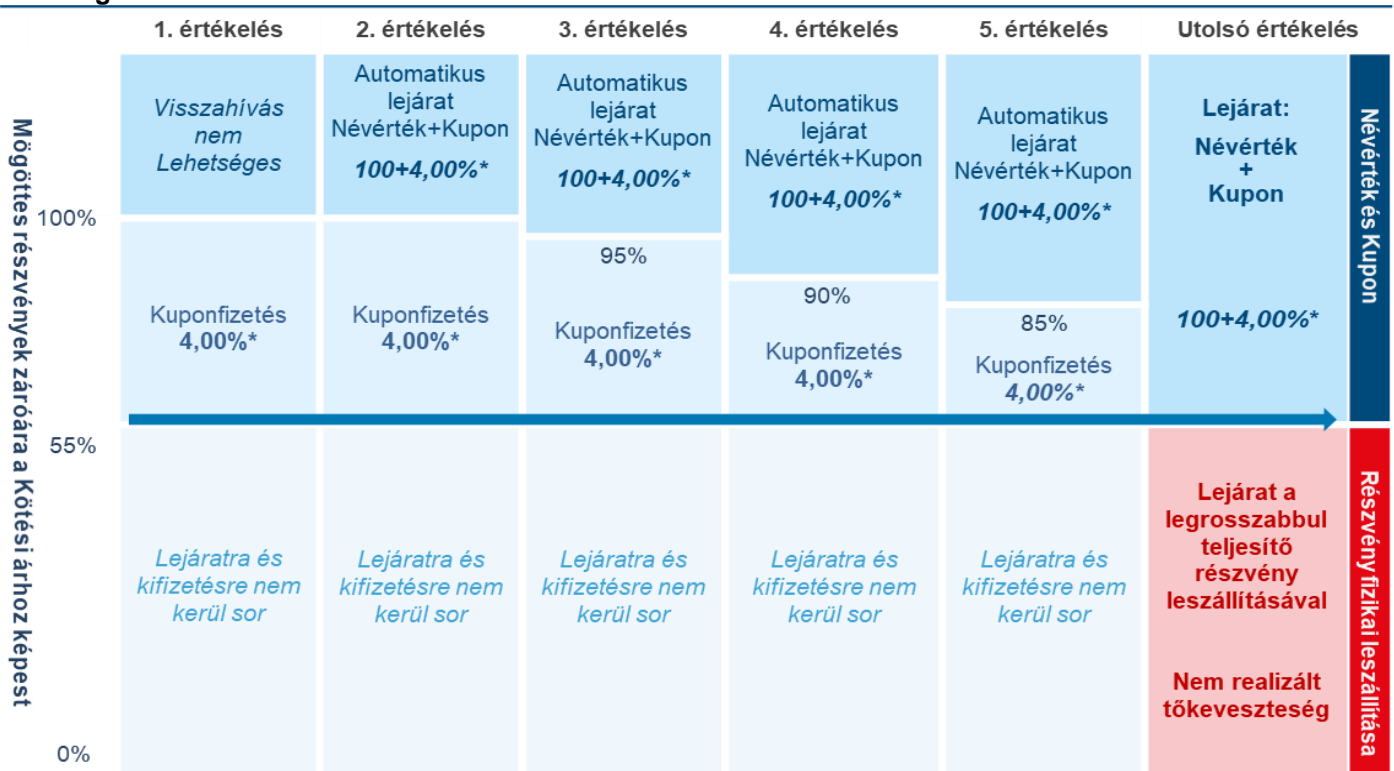 1. értékelés
2. értékelés
3. értékelés
4. értékelés
5. értékelés
Utolsó értékelés
Mögöttes részvények záróára a Kötési árhoz képest
100%
55%
0%
Visszahívás
nem
Lehetséges
Kuponfizetés
4,00%*
Lejáratra és
kifizetésre nem
kerül sor
Automatikus
lejárat
Névérték+Kupon
100+4,00%*
Kuponfizetés
4,00%*
Lejáratra és
kifizetésre nem
kerül sor
Automatikus
lejárat
Névérték+Kupon
100+4,00%*
95%
Kuponfizetés
4,00%*
Lejáratra és
kifizetésre nem
kerül sor
Automatikus
lejárat
Névérték+Kupon
100+4,00%*
90%
Kuponfizetés
4,00%*
Lejáratra és
kifizetésre nem
kerül sor
Automatikus
lejárat
Névérték+Kupon
100+4,00%*
85%
Kuponfizetés
4,00%*
Lejáratra és
kifizetésre nem
kerül sor
Lejárat:
Névérték
+
Kupon
100+4,00%*
Lejárat a
legrosszabbul
teljesítő
részvény
leszállításával
Nem realizált
tőkeveszteség
Névérték és Kupon
Részvény fizikai leszállítása